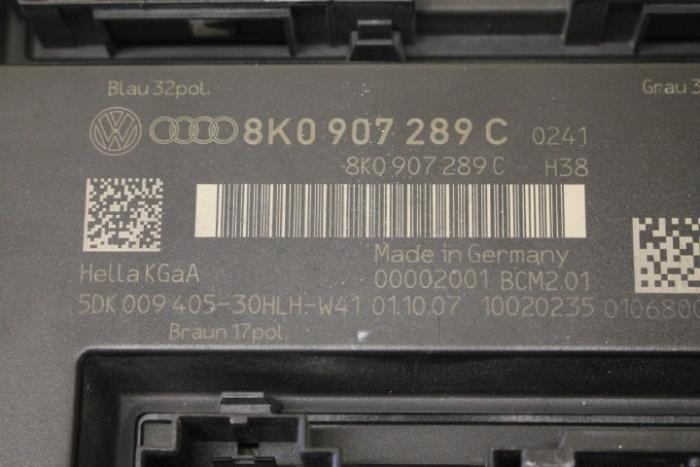 Blau 32pol.
Grau 3
8K0 907 289 C 0241
8K0 907 289 C H38
Made in Germany
Hella KGaA
00002001 BCM2.01
5DK 009 405-30HLH-W41 01.10.07 10020235 0106800
Braun 17pol.